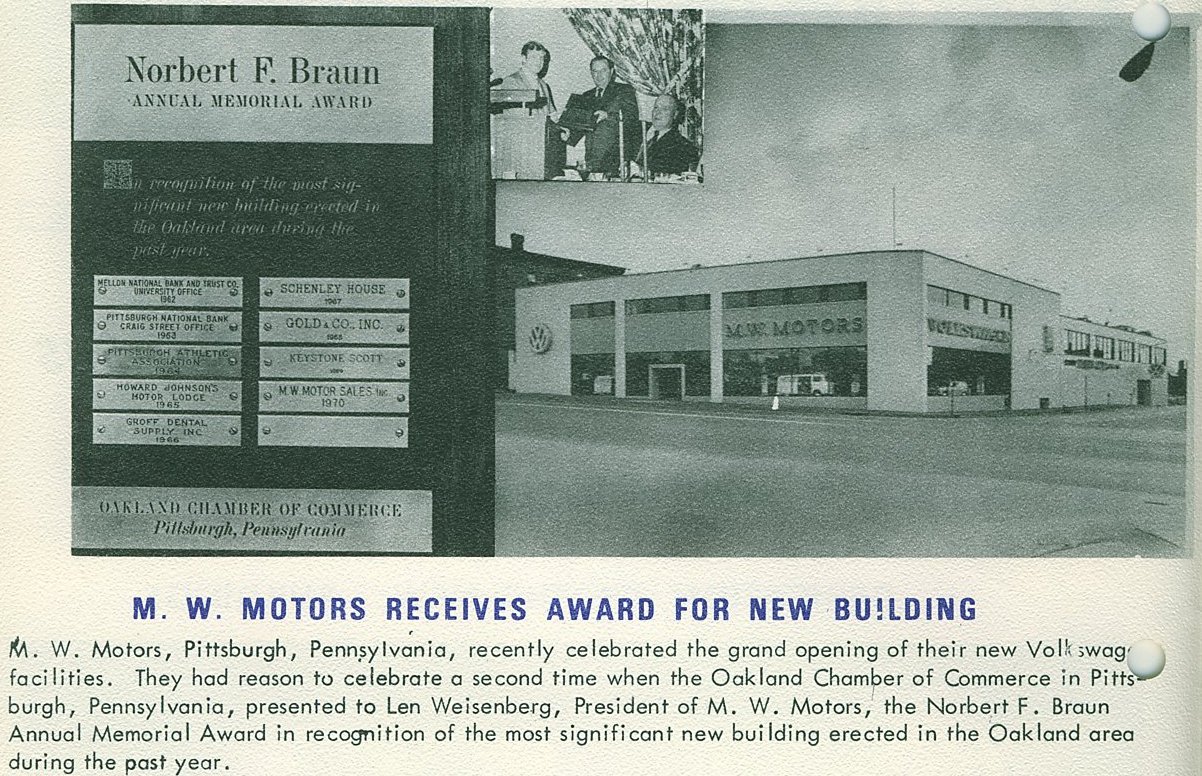 Norbert F. Braun
ANNUAL MEMORIAL AWARD
In recognition of the most sig-
nificant new building erected in
the Oakland area during the
past year.
MELLON NATIONAL BANK AND TRUST CO.
UNIVERSITY OFFICE
1962
PITTSBURGH NATIONAL BANK
CRAIG STREET OFFICE
1963
PITTSBURGH ATHLETIC
ASSOCIATION
1964
HOWARD JOHNSON'S
MOTOR LODGE
1965
GROFF DENTAL
SUPPLY INC
1966
SCHENLEY HOUSE
1967
GOLD & CO., INC.
1968
KEYSTONE SCOTT
1969
M.W. MOTOR SALES INC.
1970
OAKLAND CHAMBER OF COMMERCE
Pittsburgh, Pennsylvania
VW
M.W. MOTORS
VOLKSWAGEN
M. W. MOTORS RECEIVES AWARD FOR NEW BUILDING
M. W. Motors, Pittsburgh, Pennsylvania, recently celebrated the grand opening of their new Volkswag
facilities. They had reason to celebrate a second time when the Oakland Chamber of Commerce in Pitts-
burgh, Pennsylvania, presented to Len Weisenberg, President of M. W. Motors, the Norbert F. Braun
Annual Memorial Award in recognition of the most significant new building erected in the Oakland area
during the past year.